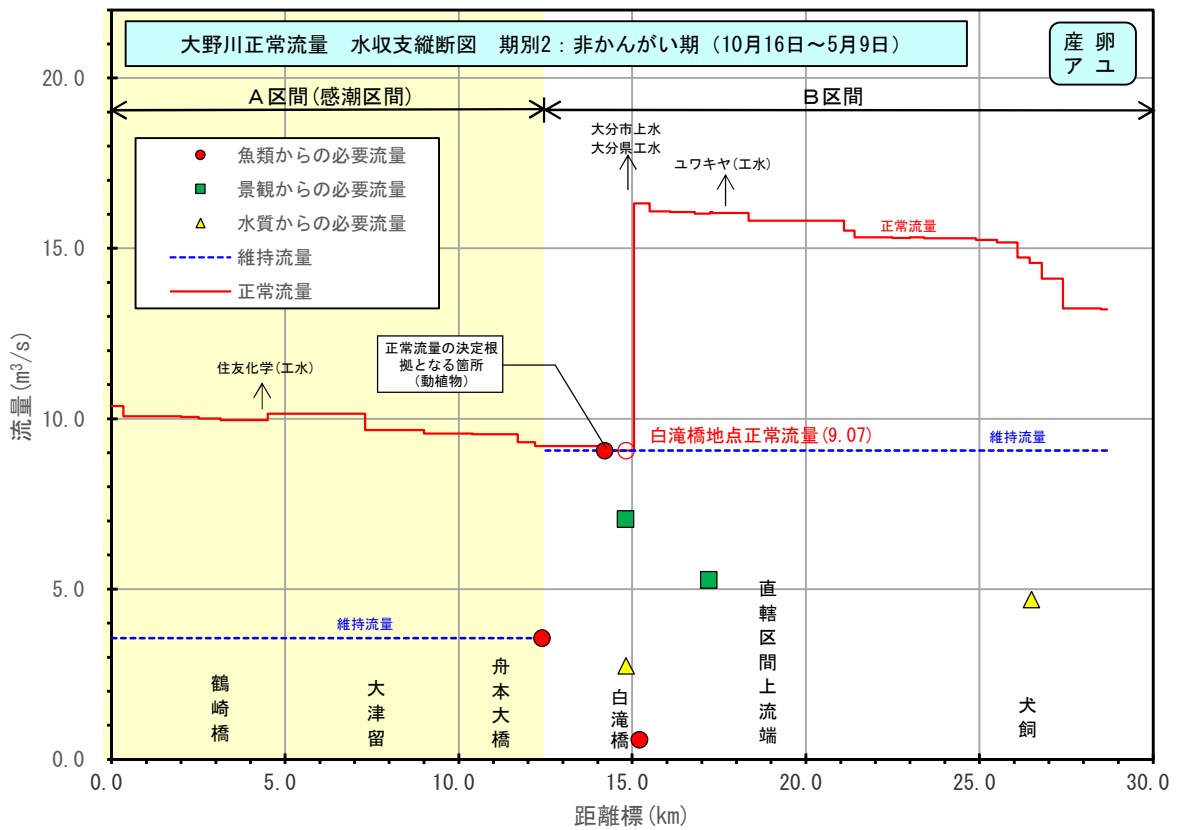 大野川正常流量　水収支縦断図　期別2：非かんがい期（10月16日～5月9日）
産 卵
ア ユ
A区間(感潮区間)
B区間
魚類からの必要流量
景観からの必要流量
水質からの必要流量
維持流量
正常流量
大分市上水
大分県工水
ユワキヤ(工水)
正常流量
住友化学(工水)
正常流量の決定根
拠となる箇所
(動植物)
白滝橋地点正常流量(9.07)
維持流量
維持流量
鶴崎橋
大津留
舟本大橋
白滝橋
直轄区間上流端
犬飼
流量(m³/s)
20.0
15.0
10.0
5.0
0.0
0.0
5.0
10.0
15.0
20.0
25.0
30.0
距離標(km)